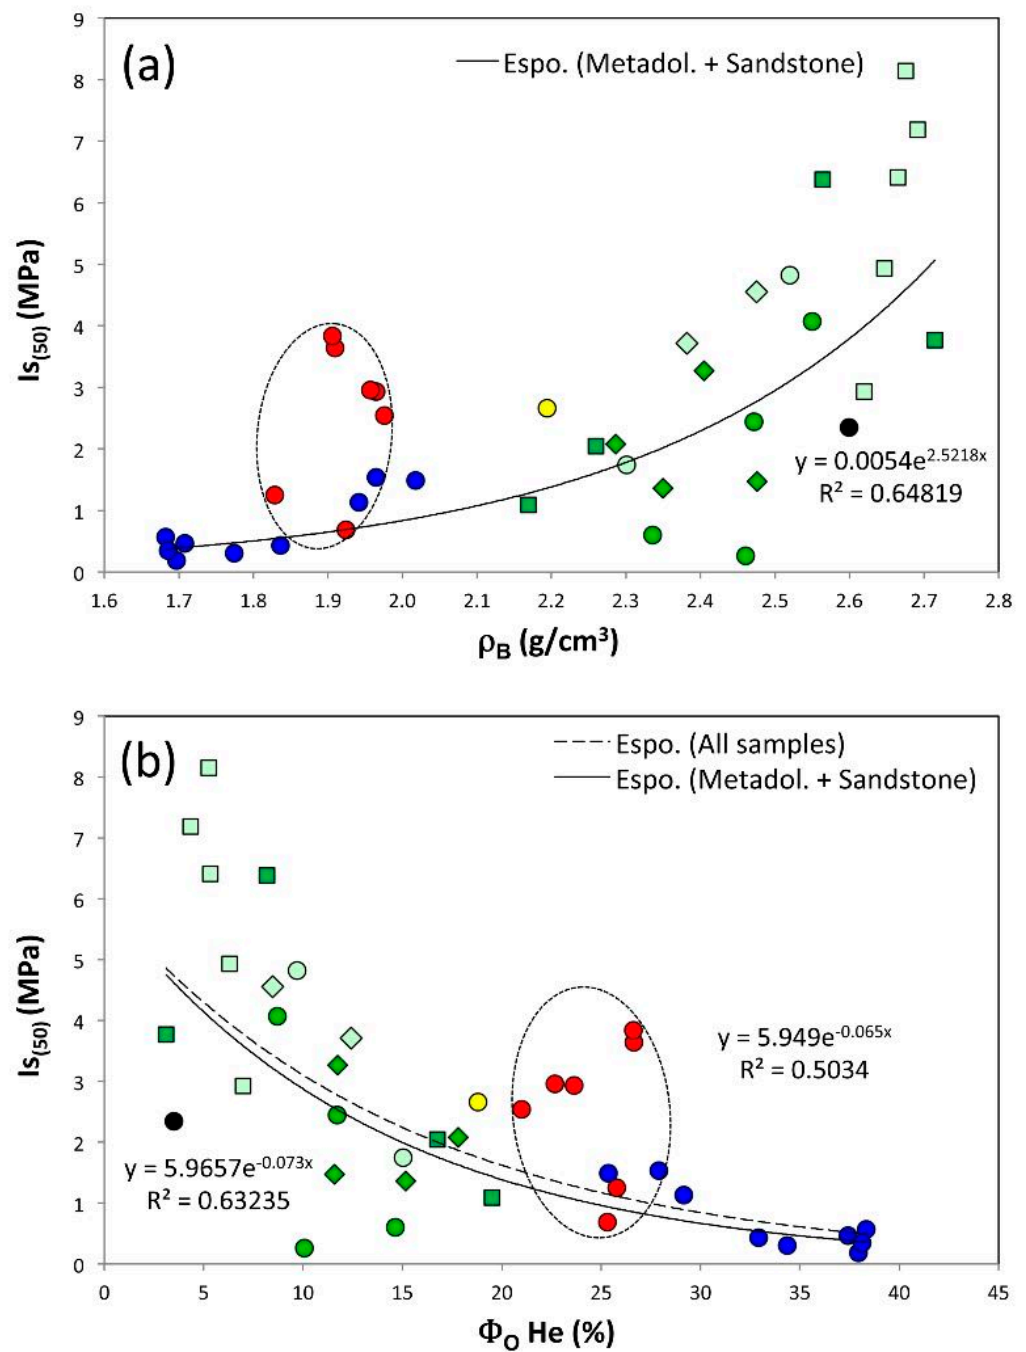 (a)
Espo. (Metadol. + Sandstone)
9
8
7
6
5
4
3
2
1
0
Is(50) (MPa)
y = 0.0054e^2.5218x
R² = 0.64819
1.6 1.7 1.8 1.9 2.0 2.1 2.2 2.3 2.4 2.5 2.6 2.7 2.8
ρB (g/cm³)
(b)
Espo. (All samples)
Espo. (Metadol. + Sandstone)
9
8
7
6
5
4
3
2
1
0
Is(50) (MPa)
y = 5.949e^-0.065x
R² = 0.5034
y = 5.9657e^-0.073x
R² = 0.63235
0 5 10 15 20 25 30 35 40 45
ΦO He (%)